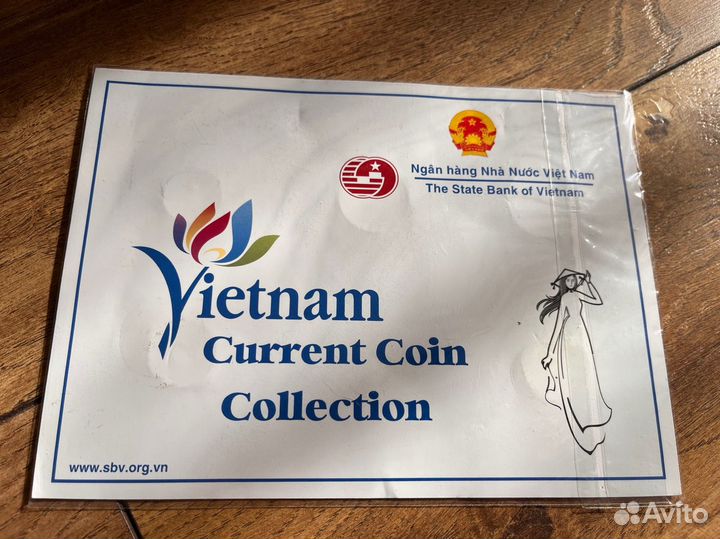 Ngân hàng Nhà Nước Việt Nam
The State Bank of Vietnam
Vietnam
Current Coin
Collection
www.sbv.org.vn
Avito